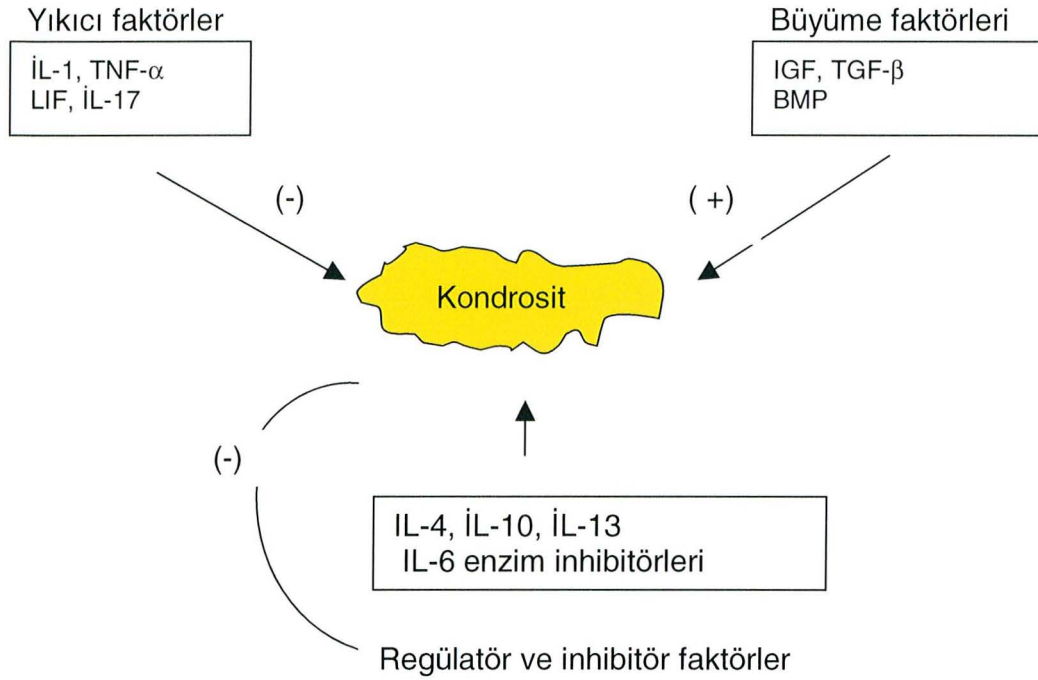 Yıkıcı faktörler
İL-1, TNF-α
LIF, İL-17
Büyüme faktörleri
IGF, TGF-β
BMP
(-)
( +)
Kondrosit
(-)
IL-4, İL-10, İL-13
IL-6 enzim inhibitörleri
Regülatör ve inhibitör faktörler